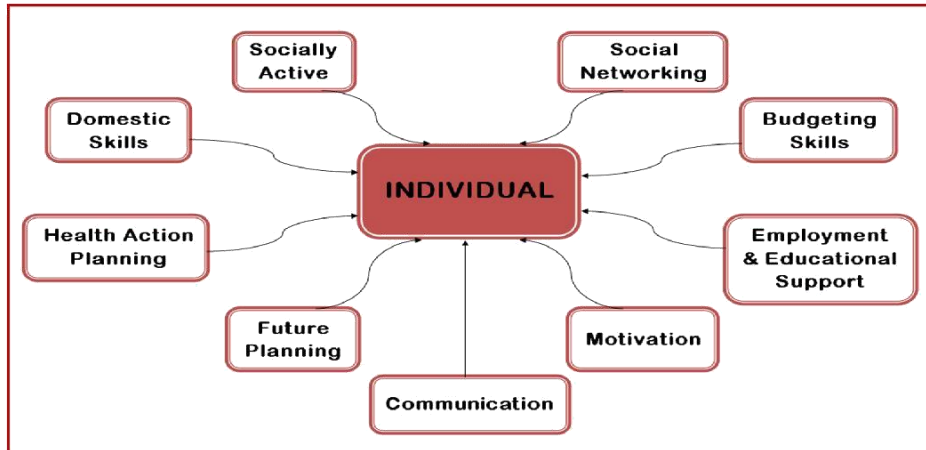 Socially
Active
Social
Networking
Domestic
Skills
Budgeting
Skills
INDIVIDUAL
Health Action
Planning
Employment
& Educational
Support
Future
Planning
Motivation
Communication